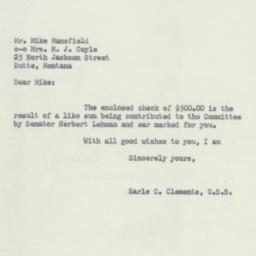 Mr. Mike Mansfield
c-o Mrs. M. J. Coyle
25 North Jackson Street
Butte, Montana
Dear Mike:
The enclosed check of $500.00 is the
result of a like sum being contributed to the Committee
by Senator Herbert Lehman and ear marked for you.
With all good wishes to you, I am
Sincerely yours,
Earle C. Clements, U.S.S.